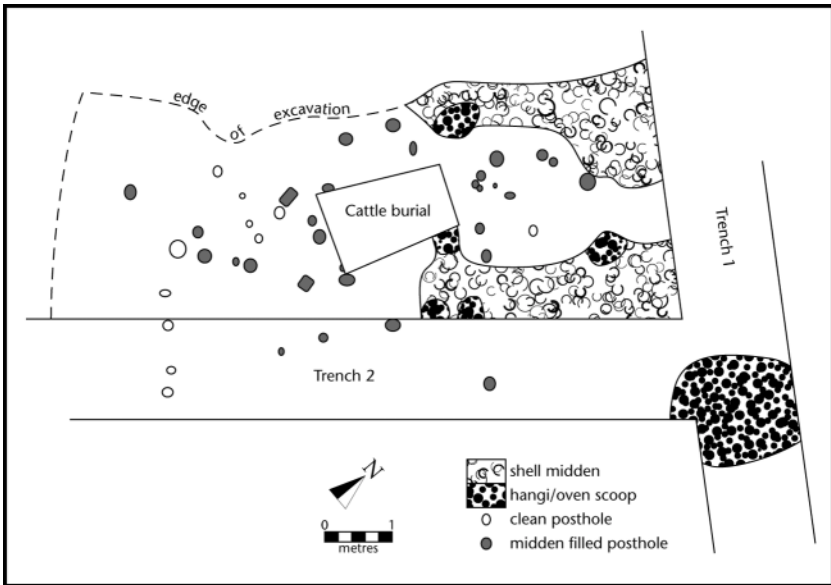 edge of excavation
Cattle burial
Trench 1
Trench 2
N
0 1
metres
shell midden
hangi/oven scoop
clean posthole
midden filled posthole